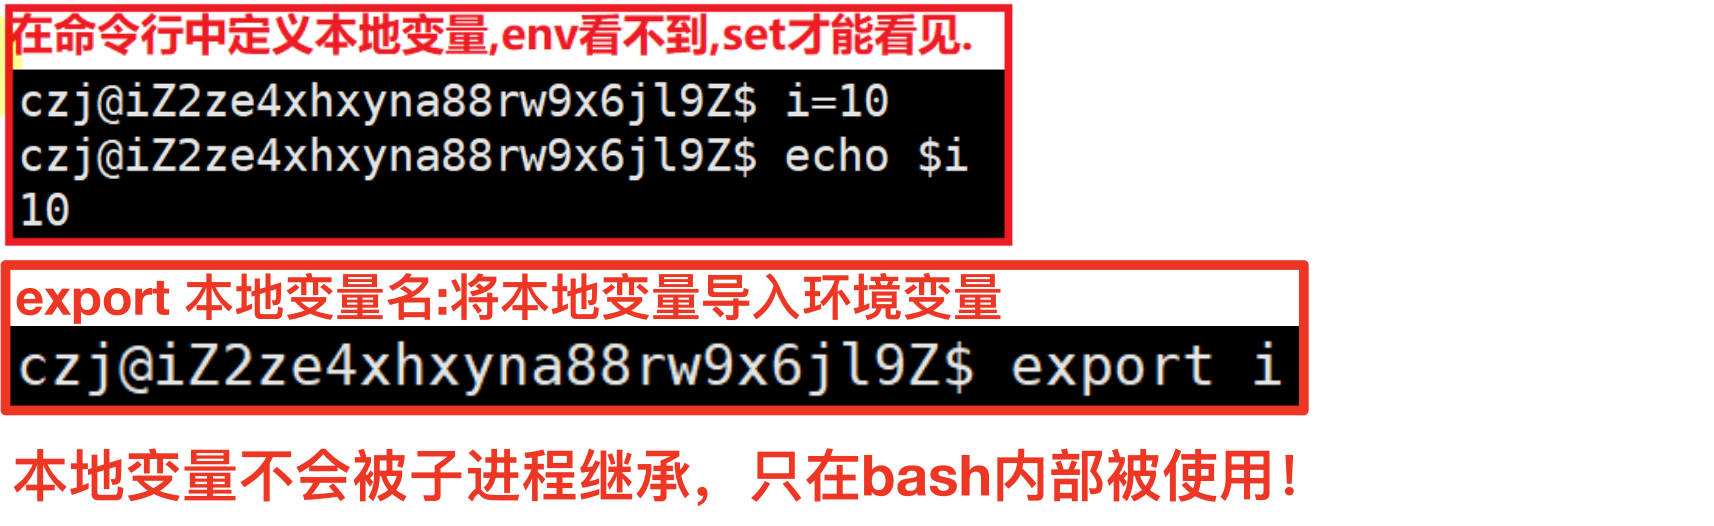 在命令行中定义本地变量,env看不到,set才能看见.
czj@iZ2ze4xhxyna88rw9x6jl9Z$ i=10
czj@iZ2ze4xhxyna88rw9x6jl9Z$ echo $i
10
export 本地变量名:将本地变量导入环境变量
czj@iZ2ze4xhxyna88rw9x6jl9Z$ export i
本地变量不会被子进程继承，只在bash内部被使用！